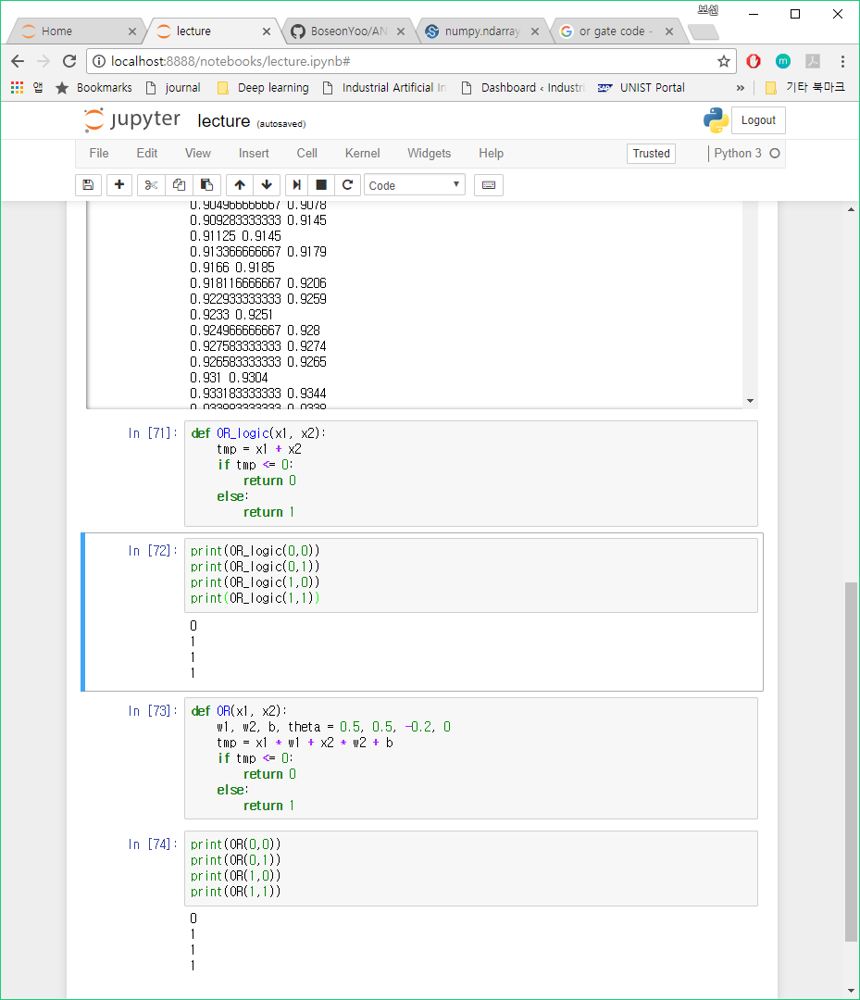 보선
Home
lecture
BoseonYoo/AN
numpy.ndarray
or gate code -
localhost:8888/notebooks/lecture.ipynb#
앱
Bookmarks
journal
Deep learning
Industrial Artificial In
Dashboard ‹ Industri
UNIST Portal
»
기타 북마크
jupyter
lecture (autosaved)
Logout
File Edit View Insert Cell Kernel Widgets Help
Trusted
Python 3
Code
0.904966666667 0.9078
0.909283333333 0.9145
0.91125 0.9145
0.913366666667 0.9179
0.9166 0.9185
0.918116666667 0.9206
0.922933333333 0.9259
0.9233 0.9251
0.924966666667 0.928
0.927583333333 0.9274
0.926583333333 0.9265
0.931 0.9304
0.933183333333 0.9344
In [71]: def OR_logic(x1, x2):
    tmp = x1 + x2
    if tmp <= 0:
        return 0
    else:
        return 1
In [72]: print(OR_logic(0,0))
print(OR_logic(0,1))
print(OR_logic(1,0))
print(OR_logic(1,1))
0
1
1
1
In [73]: def OR(x1, x2):
    w1, w2, b, theta = 0.5, 0.5, -0.2, 0
    tmp = x1 * w1 + x2 * w2 + b
    if tmp <= 0:
        return 0
    else:
        return 1
In [74]: print(OR(0,0))
print(OR(0,1))
print(OR(1,0))
print(OR(1,1))
0
1
1
1